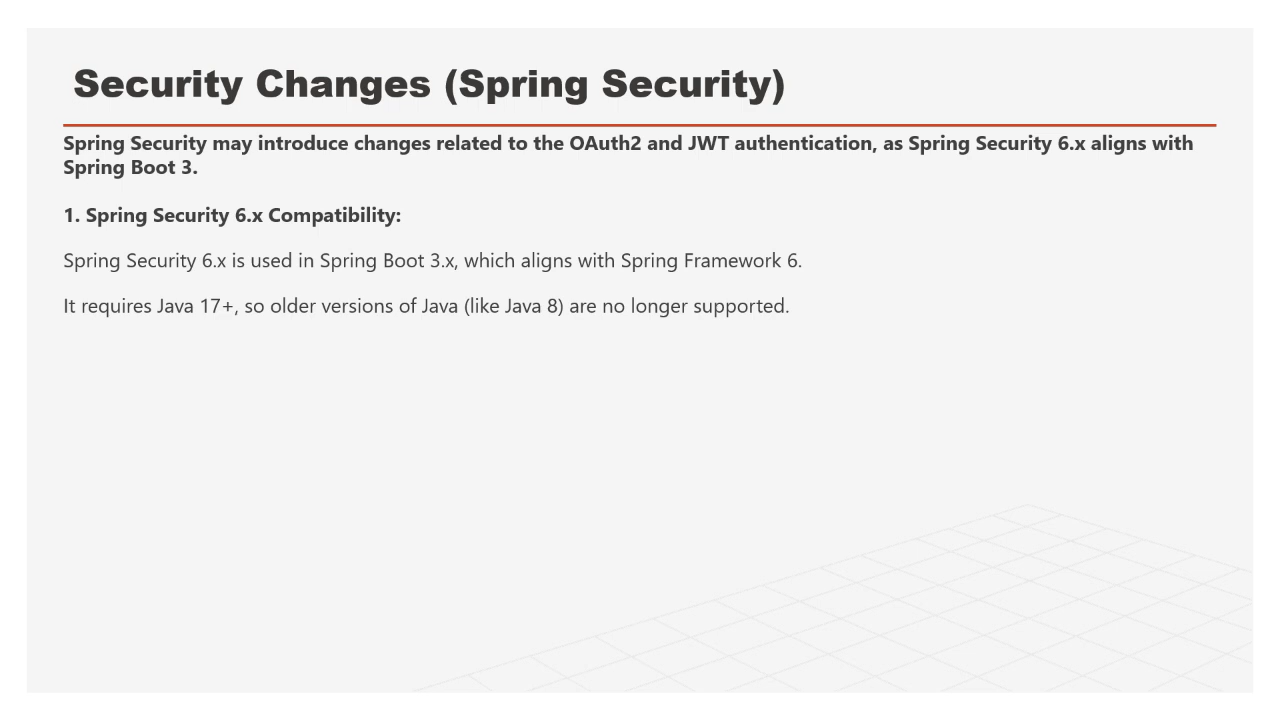 Security Changes (Spring Security)
Spring Security may introduce changes related to the OAuth2 and JWT authentication, as Spring Security 6.x aligns with
Spring Boot 3.
1. Spring Security 6.x Compatibility:
Spring Security 6.x is used in Spring Boot 3.x, which aligns with Spring Framework 6.
It requires Java 17+, so older versions of Java (like Java 8) are no longer supported.